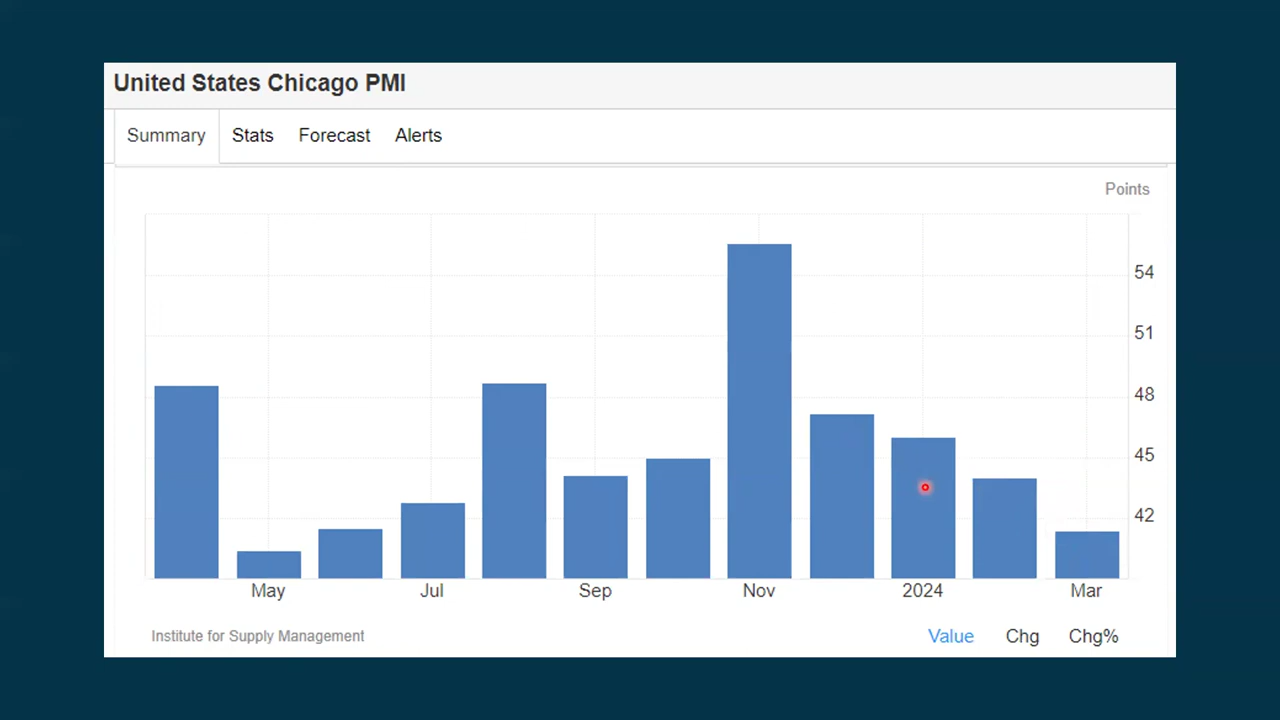 United States Chicago PMI
Summary Stats Forecast Alerts
Points
54
51
48
45
42
May Jul Sep Nov 2024 Mar
Institute for Supply Management Value Chg Chg%